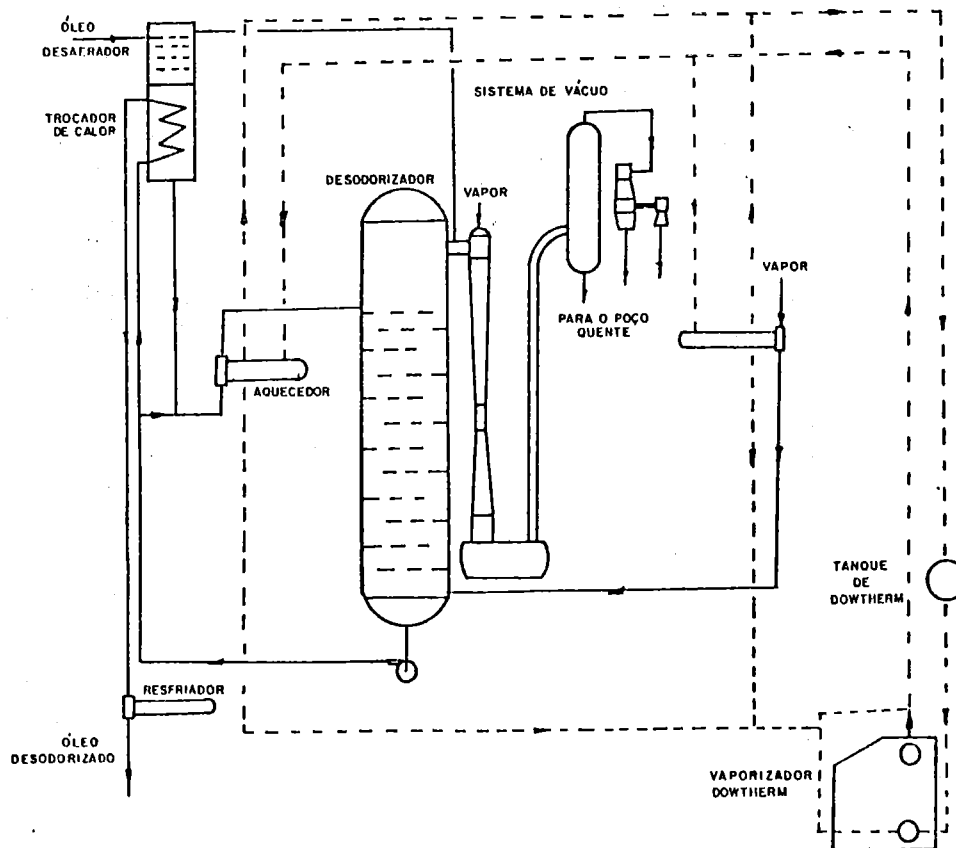 ÓLEO
DESAERADOR
TROCADOR
DE CALOR
SISTEMA DE VÁCUO
DESODORIZADOR
VAPOR
VAPOR
PARA O POÇO
QUENTE
AQUECEDOR
TANQUE
DE
DOWTHERM
RESFRIADOR
ÓLEO
DESODORIZADO
VAPORIZADOR
DOWTHERM